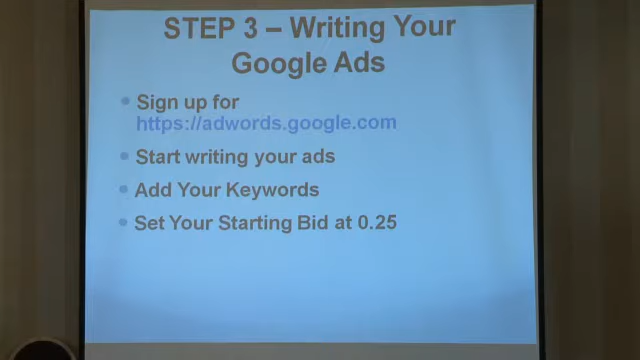 STEP 3 – Writing Your
Google Ads
• Sign up for
https://adwords.google.com
• Start writing your ads
• Add Your Keywords
• Set Your Starting Bid at 0.25